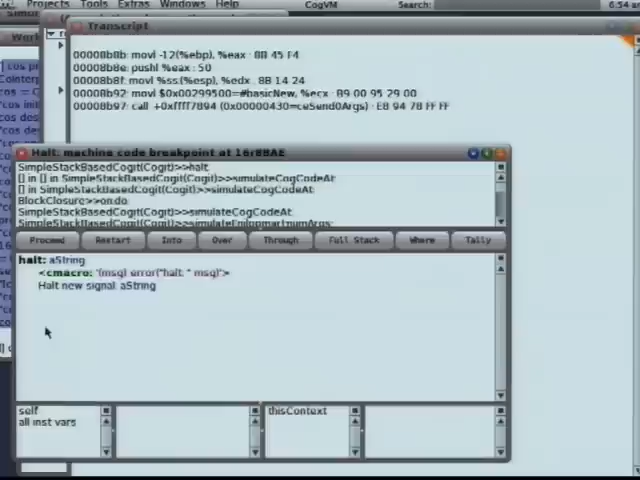 Projects Tools Extras Windows Help CogVM Search: 6:54 a
Transcript
00008b8b: movl -12(%ebp), %eax : 8B 45 F4
00008b8e: pushl %eax : 50
00008b8f: movl %ss:(%esp), %edx : 8B 14 24
00008b92: movl $0x00299500=#basicNew, %ecx : B9 00 95 29 00
00008b97: call .+0xffff7894 (0x00000430=ceSend0Args) : E8 94 78 FF FF
Halt: machine code breakpoint at 16r8BAE
SimpleStackBasedCogit(Cogit)>>halt:
[] in [] in SimpleStackBasedCogit(Cogit)>>simulateCogCodeAt:
[] in SimpleStackBasedCogit(Cogit)>>simulateCogCodeAt:
BlockClosure>>on:do:
SimpleStackBasedCogit(Cogit)>>simulateCogCodeAt:
Proceed Restart Into Over Through Full Stack Where Tally
halt: aString
<cmacro: '(msg) error("halt: " msg)'>
Halt new signal: aString
self
all inst vars
thisContext